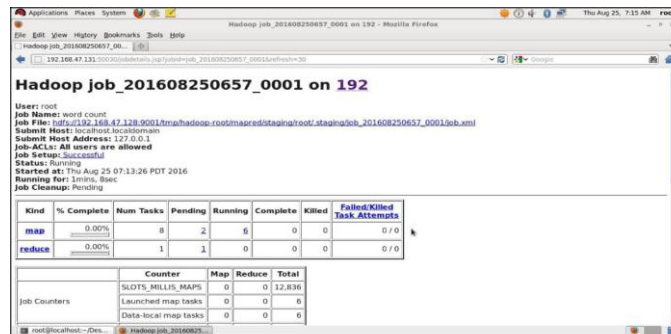 Applications Places System
Thu Aug 25, 7:15 AM
Hadoop job_201608250657_0001 on 192 - Mozilla Firefox
File Edit View History Bookmarks Tools Help
Hadoop job_201608250657_00...
192.168.47.131:50030/jobdetails.jsp?jobid=job_201608250657_0001&refresh=30
Google
Hadoop job_201608250657_0001 on 192
User: root
Job Name: word count
Job File: hdfs://192.168.47.128:9001/tmp/hadoop-root/mapred/staging/root/.staging/job_201608250657_0001/job.xml
Submit Host: localhost.localdomain
Submit Host Address: 127.0.0.1
Job-ACLs: All users are allowed
Job Setup: Successful
Status: Running
Started at: Thu Aug 25 07:13:26 PDT 2016
Running for: 1mins, 8sec
Job Cleanup: Pending
Kind % Complete Num Tasks Pending Running Complete Killed Failed/Killed Task Attempts
map 0.00% 8 2 6 0 0 0 / 0
reduce 0.00% 1 1 0 0 0 0 / 0
Counter Map Reduce Total
SLOTS_MILLIS_MAPS 0 0 12,836
Job Counters Launched map tasks 0 0 6
Data-local map tasks 0 0 6
root@localhost:~/Des...
Hadoop job_20160825...